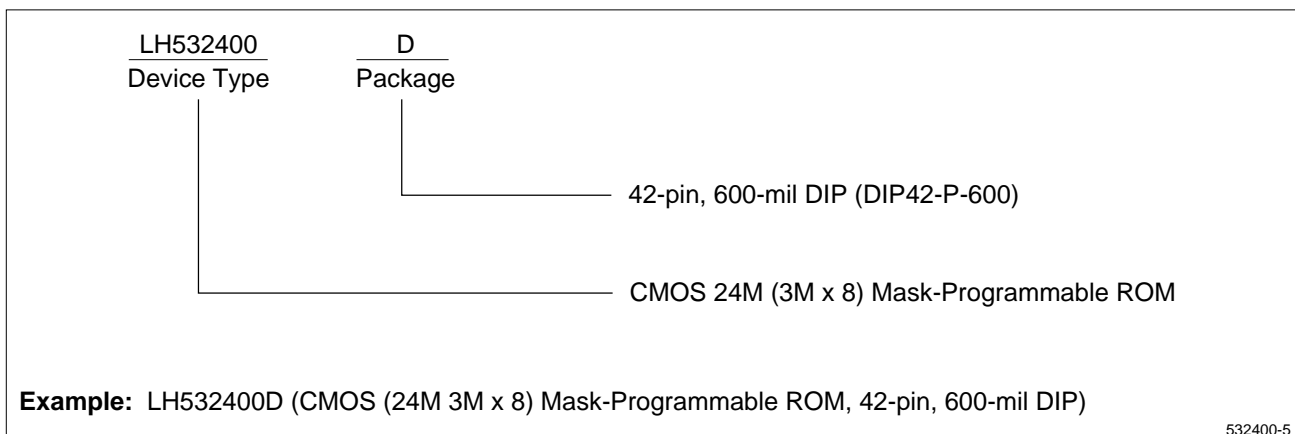 LH532400 D
Device Type Package
42-pin, 600-mil DIP (DIP42-P-600)
CMOS 24M (3M x 8) Mask-Programmable ROM
Example: LH532400D (CMOS (24M 3M x 8) Mask-Programmable ROM, 42-pin, 600-mil DIP)
532400-5